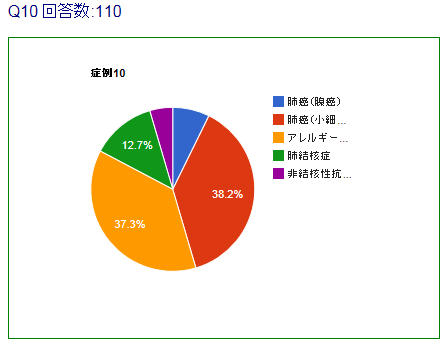 Q10 回答数:110
症例10
肺癌(腺癌)
肺癌(小細...
アレルギー...
肺結核症
非結核性抗...
12.7%
38.2%
37.3%